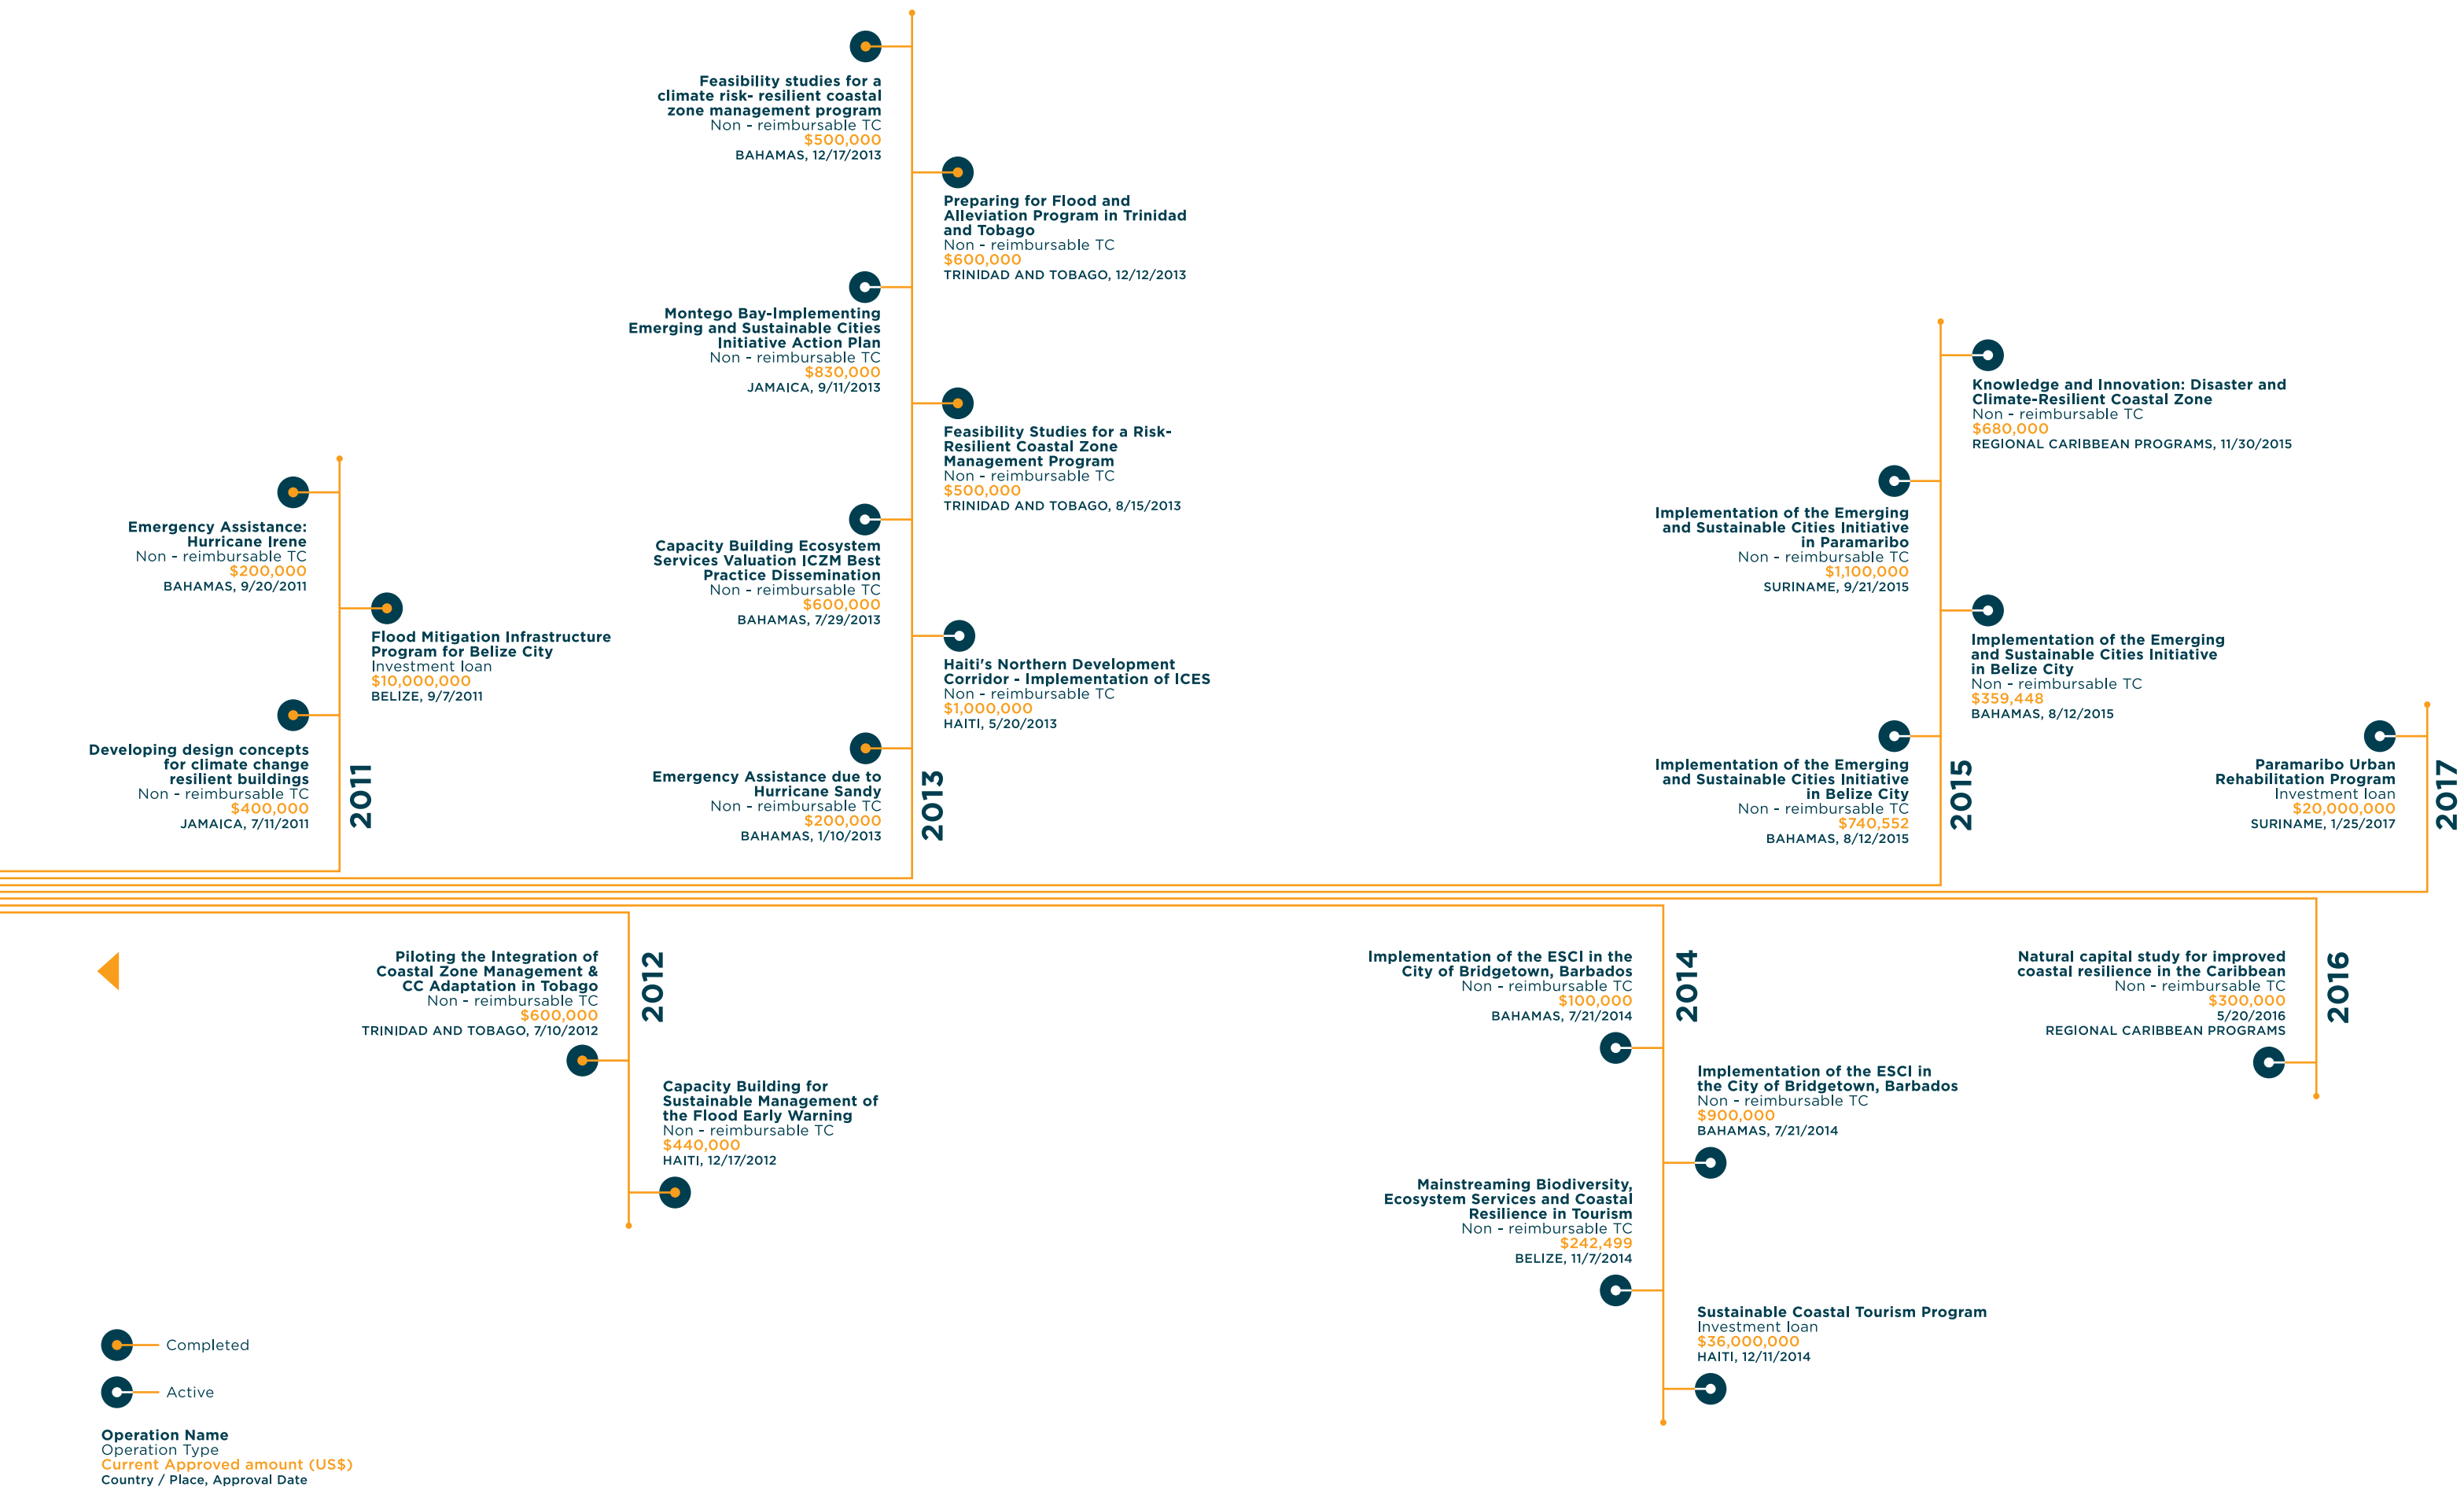 Feasibility studies for a
climate risk- resilient coastal
zone management program
Non - reimbursable TC
$500,000
BAHAMAS, 12/17/2013
Preparing for Flood and
Alleviation Program in Trinidad
and Tobago
Non - reimbursable TC
$600,000
TRINIDAD AND TOBAGO, 12/12/2013
Montego Bay-Implementing
Emerging and Sustainable Cities
Initiative Action Plan
Non - reimbursable TC
$830,000
JAMAICA, 9/11/2013
Feasibility Studies for a Risk-
Resilient Coastal Zone
Management Program
Non - reimbursable TC
$500,000
TRINIDAD AND TOBAGO, 8/15/2013
Capacity Building Ecosystem
Services Valuation ICZM Best
Practice Dissemination
Non - reimbursable TC
$600,000
BAHAMAS, 7/29/2013
Haiti's Northern Development
Corridor - Implementation of ICES
Non - reimbursable TC
$1,000,000
HAITI, 5/20/2013
Emergency Assistance due to
Hurricane Sandy
Non - reimbursable TC
$200,000
BAHAMAS, 1/10/2013
2013
Emergency Assistance:
Hurricane Irene
Non - reimbursable TC
$200,000
BAHAMAS, 9/20/2011
Flood Mitigation Infrastructure
Program for Belize City
Investment loan
$10,000,000
BELIZE, 9/7/2011
Developing design concepts
for climate change
resilient buildings
Non - reimbursable TC
$400,000
JAMAICA, 7/11/2011
2011
Knowledge and Innovation: Disaster and
Climate-Resilient Coastal Zone
Non - reimbursable TC
$680,000
REGIONAL CARIBBEAN PROGRAMS, 11/30/2015
Implementation of the Emerging
and Sustainable Cities Initiative
in Paramaribo
Non - reimbursable TC
$1,100,000
SURINAME, 9/21/2015
Implementation of the Emerging
and Sustainable Cities Initiative
in Belize City
Non - reimbursable TC
$359,448
BAHAMAS, 8/12/2015
Implementation of the Emerging
and Sustainable Cities Initiative
in Belize City
Non - reimbursable TC
$740,552
BAHAMAS, 8/12/2015
2015
Paramaribo Urban
Rehabilitation Program
Investment loan
$20,000,000
SURINAME, 1/25/2017
2017
Piloting the Integration of
Coastal Zone Management &
CC Adaptation in Tobago
Non - reimbursable TC
$600,000
TRINIDAD AND TOBAGO, 7/10/2012
2012
Capacity Building for
Sustainable Management of
the Flood Early Warning
Non - reimbursable TC
$440,000
HAITI, 12/17/2012
Implementation of the ESCI in the
City of Bridgetown, Barbados
Non - reimbursable TC
$100,000
BAHAMAS, 7/21/2014
2014
Implementation of the ESCI in
the City of Bridgetown, Barbados
Non - reimbursable TC
$900,000
BAHAMAS, 7/21/2014
Mainstreaming Biodiversity,
Ecosystem Services and Coastal
Resilience in Tourism
Non - reimbursable TC
$242,499
BELIZE, 11/7/2014
Sustainable Coastal Tourism Program
Investment loan
$36,000,000
HAITI, 12/11/2014
Natural capital study for improved
coastal resilience in the Caribbean
Non - reimbursable TC
$300,000
5/20/2016
REGIONAL CARIBBEAN PROGRAMS
2016
Completed
Active
Operation Name
Operation Type
Current Approved amount (US$)
Country / Place, Approval Date